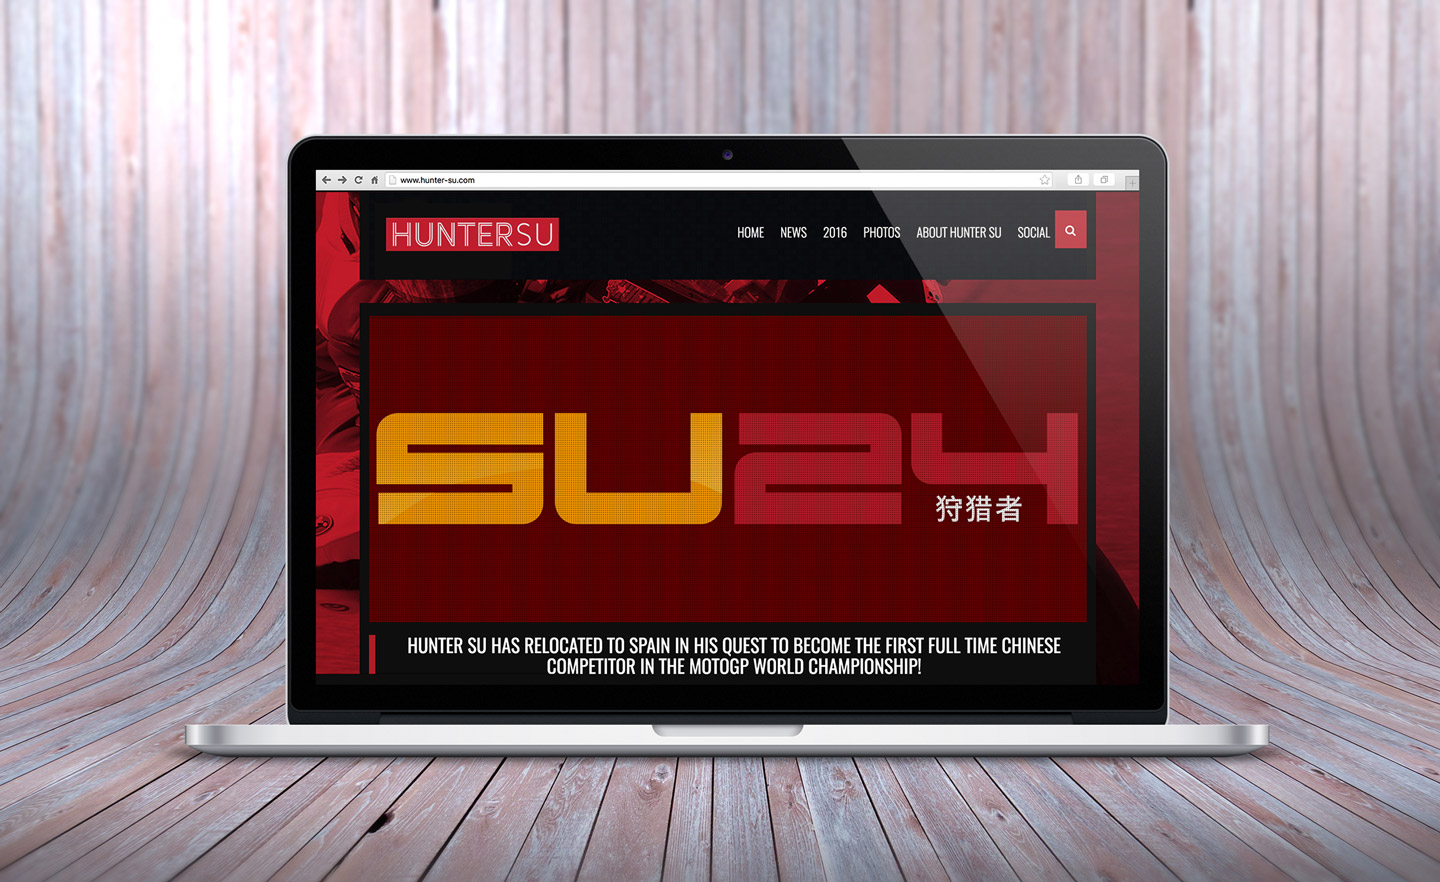 www.hunter-su.com
HUNTERSU
HOME NEWS 2016 PHOTOS ABOUT HUNTER SU SOCIAL
SU24
狩猎者
HUNTER SU HAS RELOCATED TO SPAIN IN HIS QUEST TO BECOME THE FIRST FULL TIME CHINESE
COMPETITOR IN THE MOTOGP WORLD CHAMPIONSHIP!